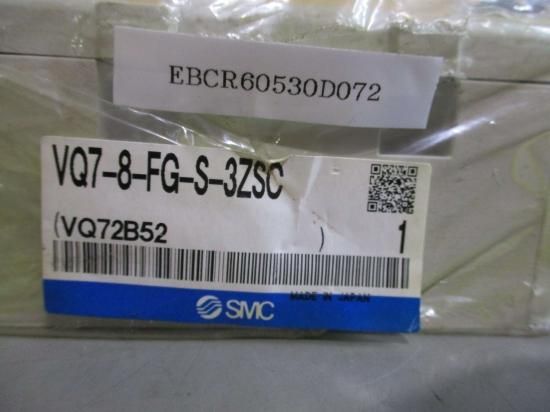 EBCR60530D072
VQ7-8-FG-S-3ZSC
(VQ72B52 ) 1
MADE IN JAPAN
SMC